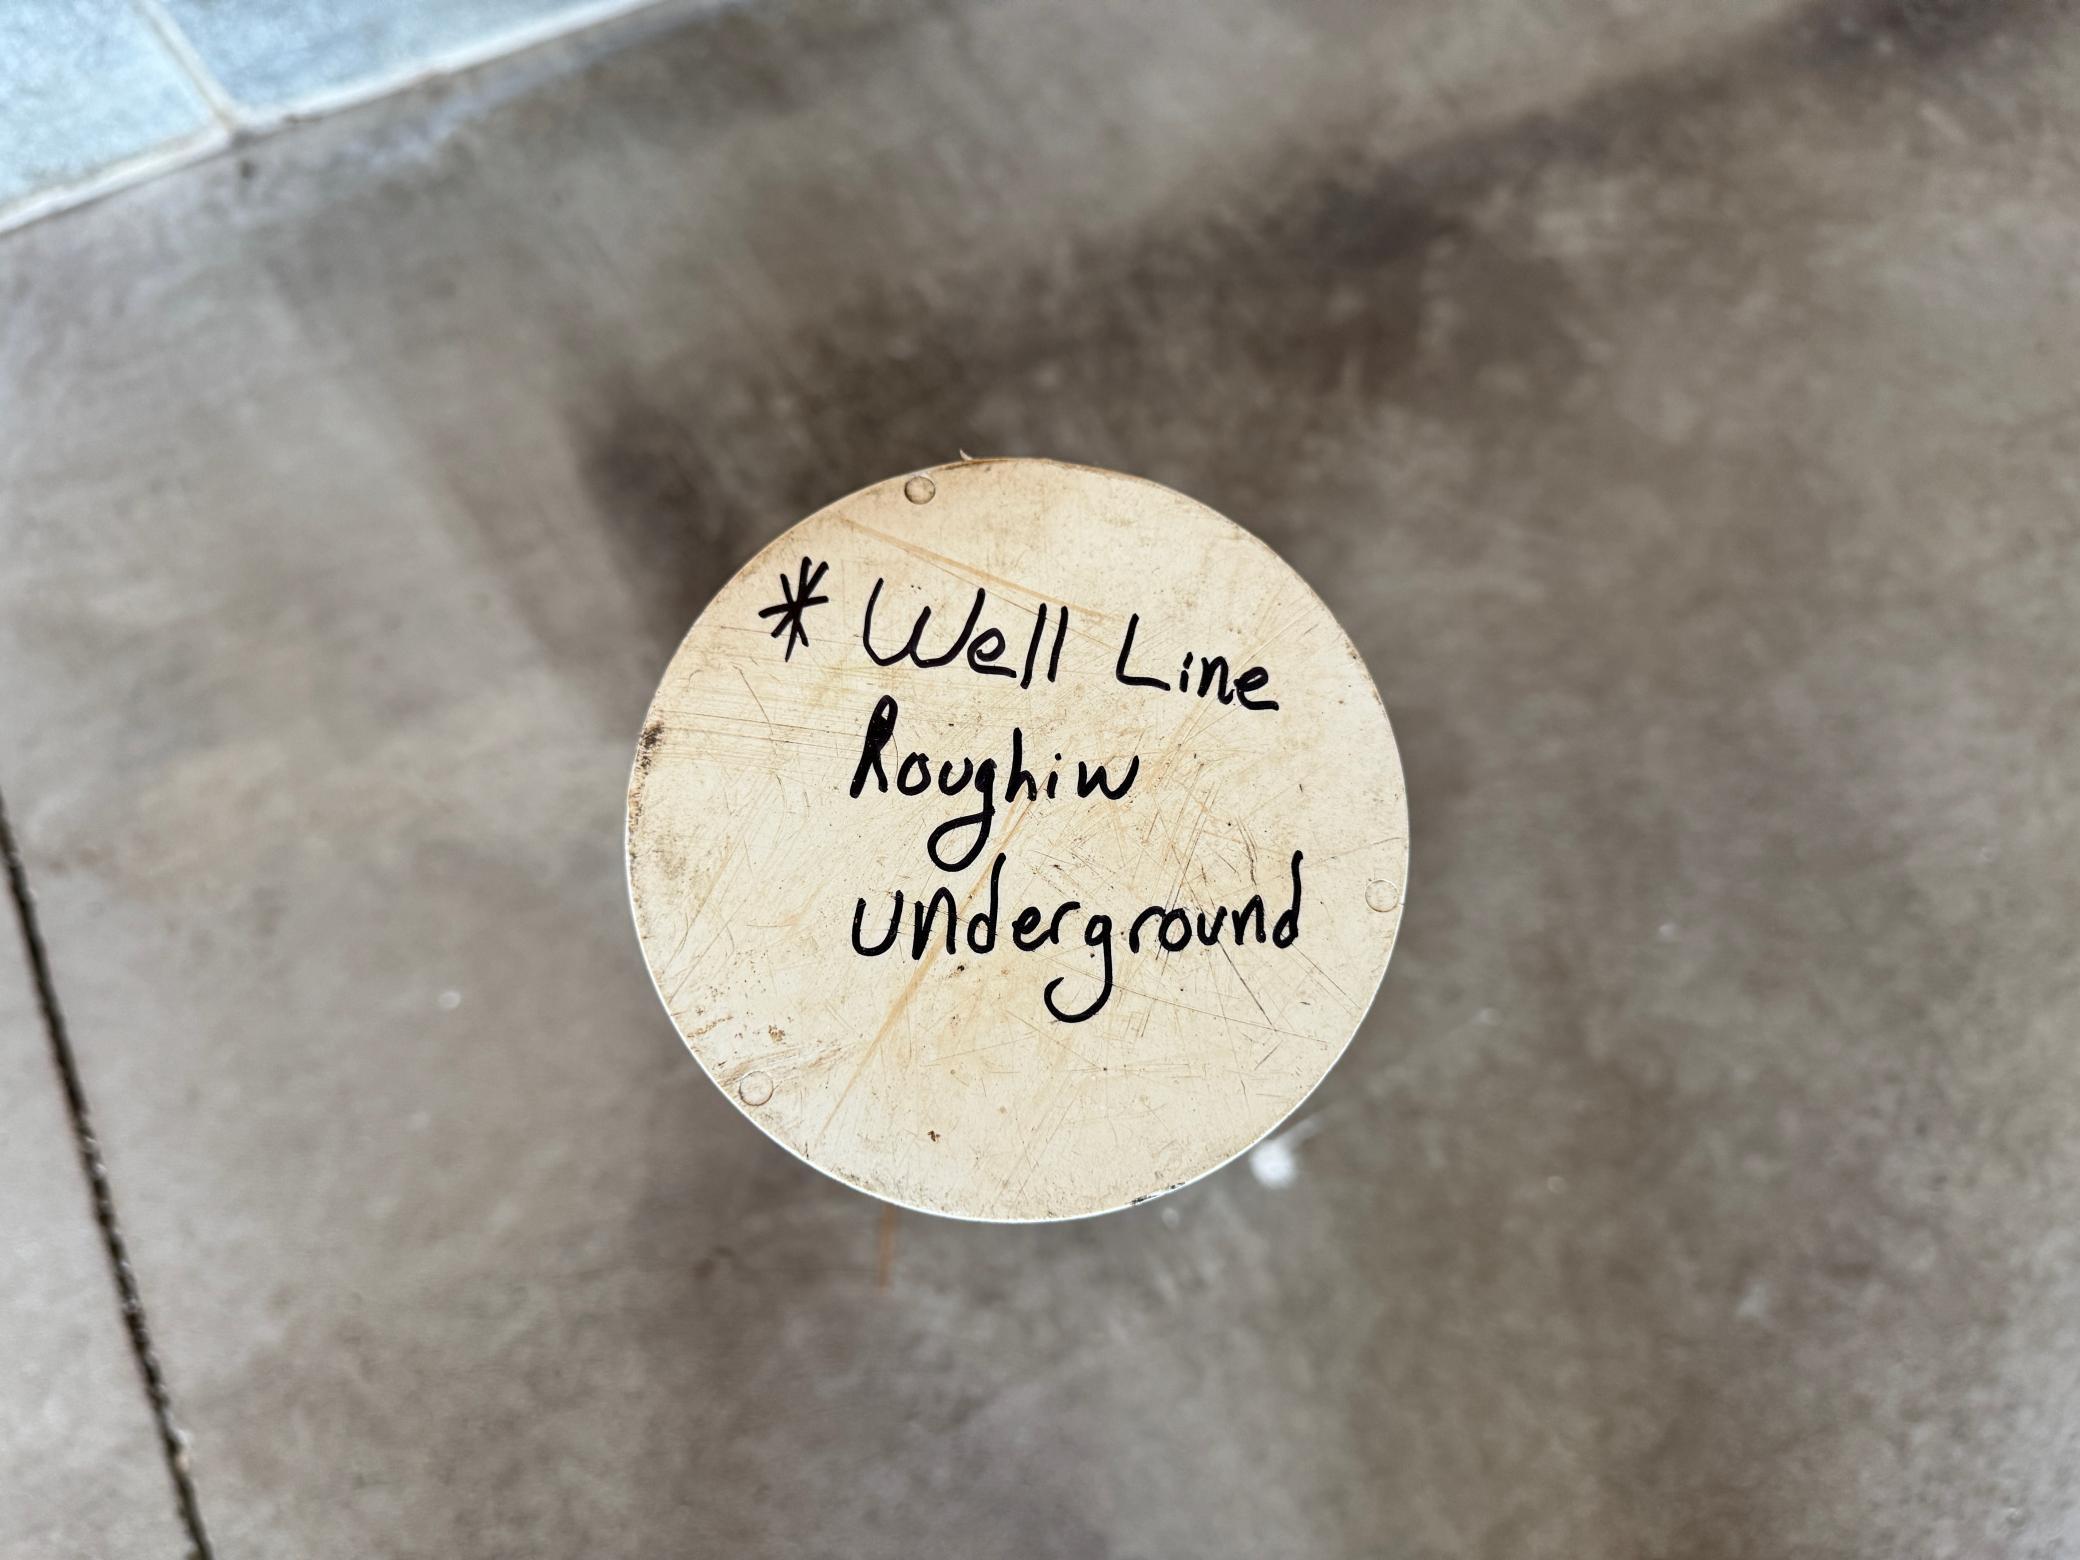 * Well Line
Roughin
underground